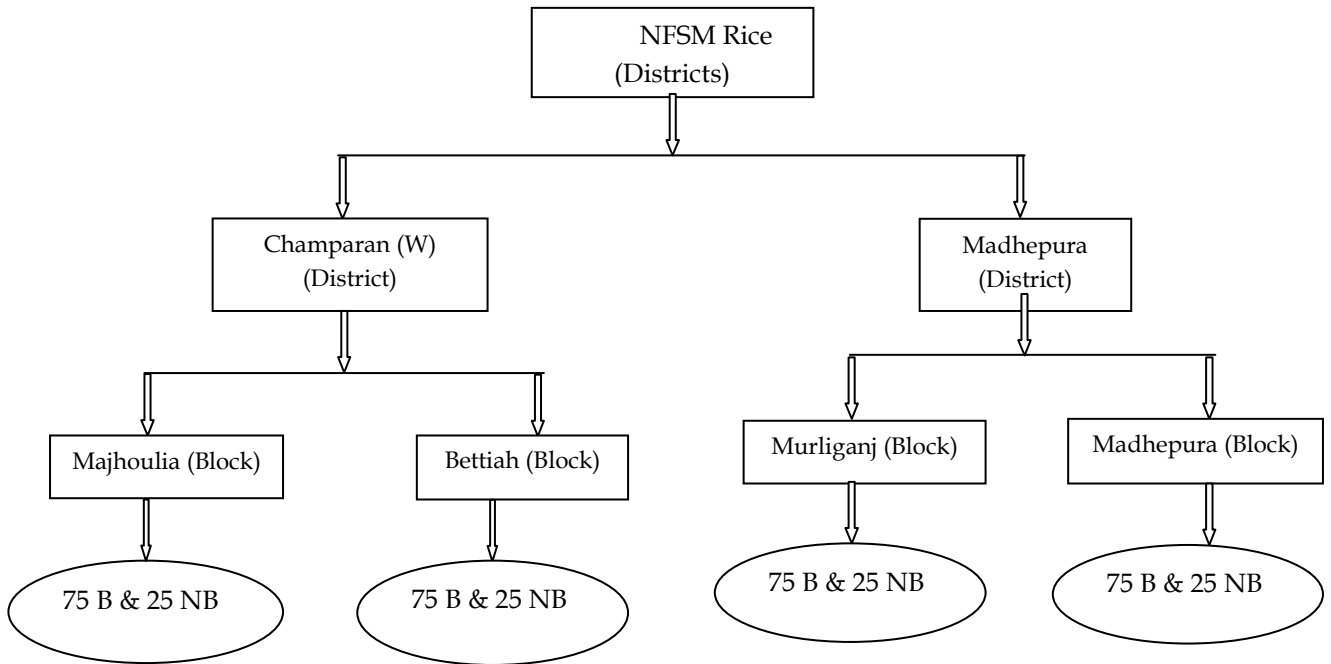 NFSM Rice
(Districts)
Champaran (W)
(District)
Madhepura
(District)
Majhoulia (Block)
Bettiah (Block)
Murliganj (Block)
Madhepura (Block)
75 B & 25 NB
75 B & 25 NB
75 B & 25 NB
75 B & 25 NB